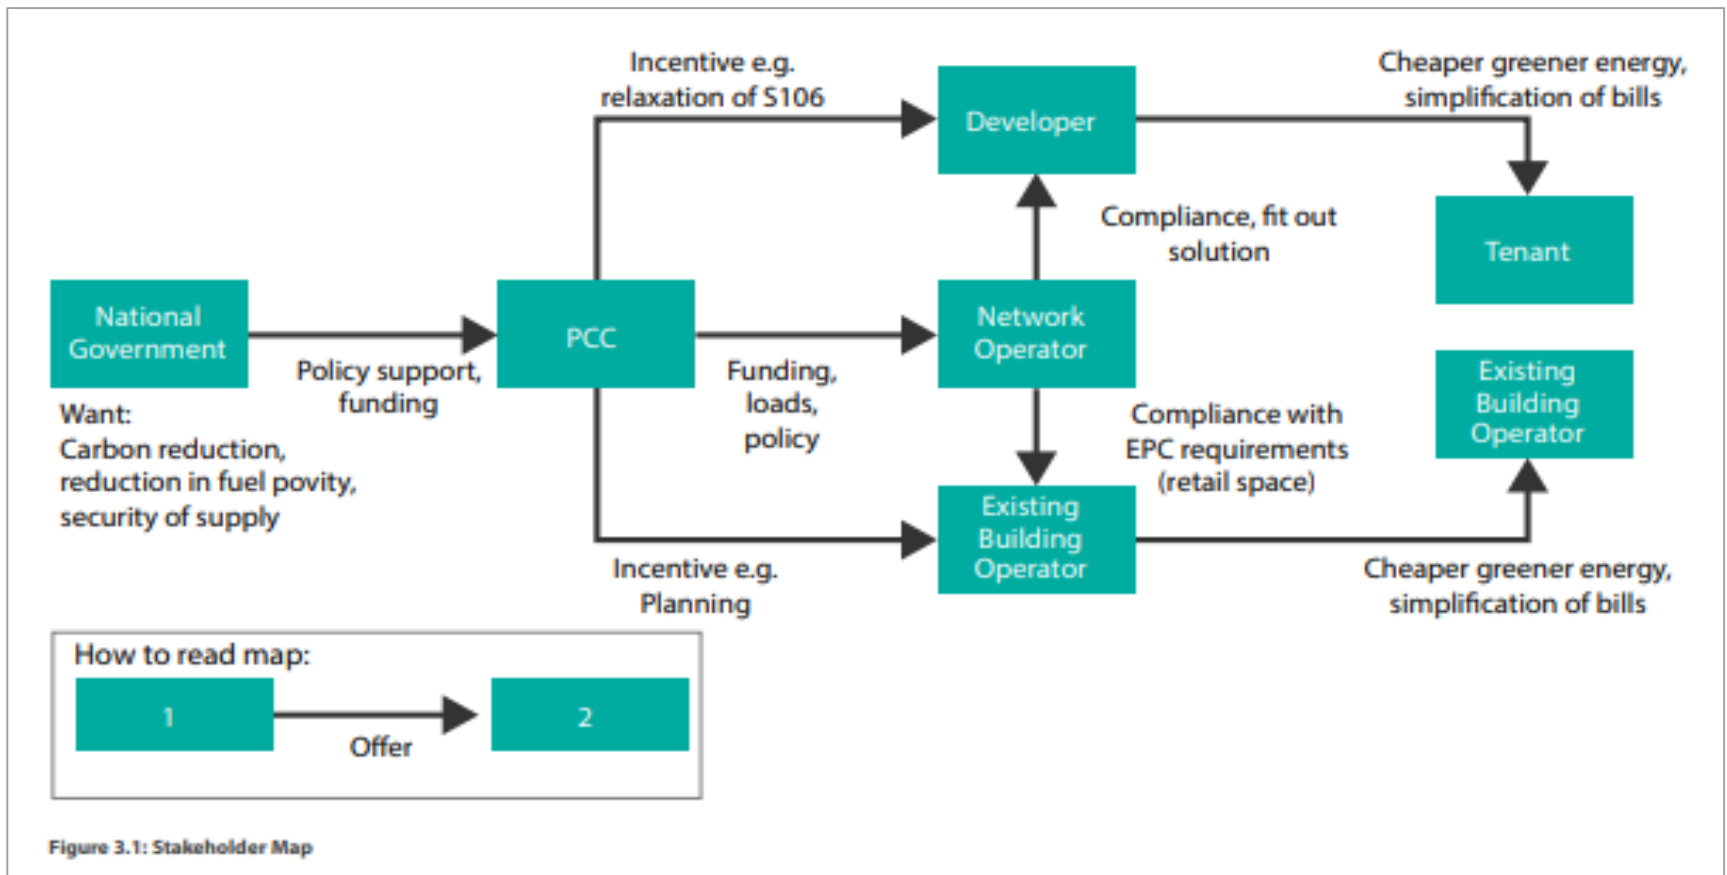 Incentive e.g.
relaxation of S106
Developer
Cheaper greener energy,
simplification of bills
Compliance, fit out
solution
Tenant
National
Government
Policy support,
funding
PCC
Funding,
loads,
policy
Network
Operator
Want:
Carbon reduction,
reduction in fuel povity,
security of supply
Compliance with
EPC requirements
(retail space)
Existing
Building
Operator
Incentive e.g.
Planning
Existing
Building
Operator
Cheaper greener energy,
simplification of bills
How to read map:
1
Offer
2
Figure 3.1: Stakeholder Map